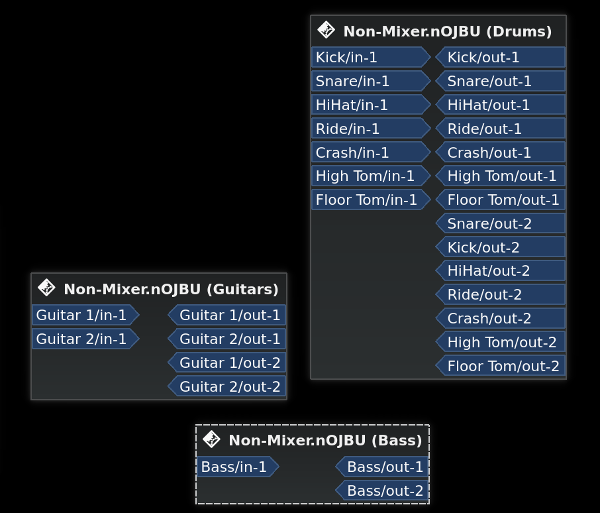 Non-Mixer.nOJBU (Drums)
Kick/in-1 Kick/out-1
Snare/in-1 Snare/out-1
HiHat/in-1 HiHat/out-1
Ride/in-1 Ride/out-1
Crash/in-1 Crash/out-1
High Tom/in-1 High Tom/out-1
Floor Tom/in-1 Floor Tom/out-1
Snare/out-2
Kick/out-2
HiHat/out-2
Ride/out-2
Crash/out-2
High Tom/out-2
Floor Tom/out-2
Non-Mixer.nOJBU (Guitars)
Guitar 1/in-1 Guitar 1/out-1
Guitar 2/in-1 Guitar 2/out-1
Guitar 1/out-2
Guitar 2/out-2
Non-Mixer.nOJBU (Bass)
Bass/in-1 Bass/out-1
Bass/out-2